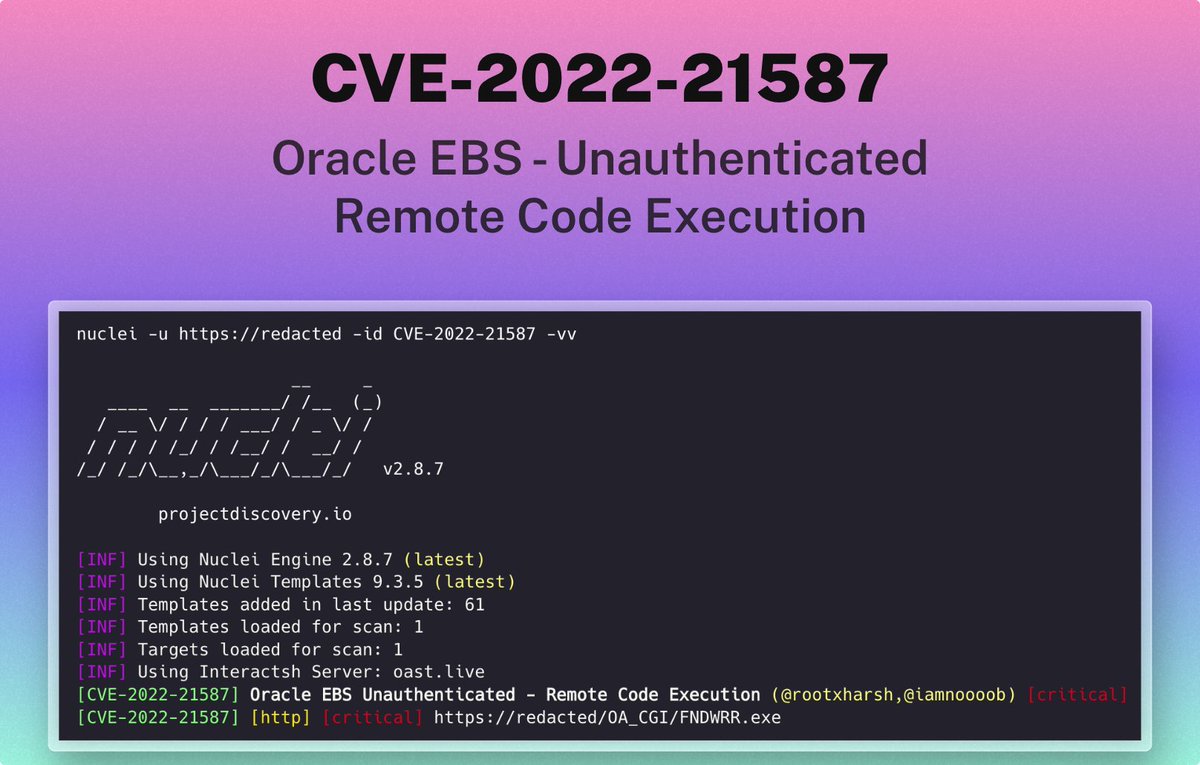 CVE-2022-21587
Oracle EBS - Unauthenticated
Remote Code Execution
nuclei -u https://redacted -id CVE-2022-21587 -vv
                     __     _
   ____  __  _______/ /__  (_)
  / __ \/ / / / ___/ / _ \/ /
 / / / / /_/ / /__/ /  __/ /
/_/ /_/\__,_/\___/_/\___/_/   v2.8.7
projectdiscovery.io
[INF] Using Nuclei Engine 2.8.7 (latest)
[INF] Using Nuclei Templates 9.3.5 (latest)
[INF] Templates added in last update: 61
[INF] Templates loaded for scan: 1
[INF] Targets loaded for scan: 1
[INF] Using Interactsh Server: oast.live
[CVE-2022-21587] Oracle EBS Unauthenticated - Remote Code Execution (@rootxharsh,@iamnoooob) [critical]
[CVE-2022-21587] [http] [critical] https://redacted/OA_CGI/FNDWRR.exe